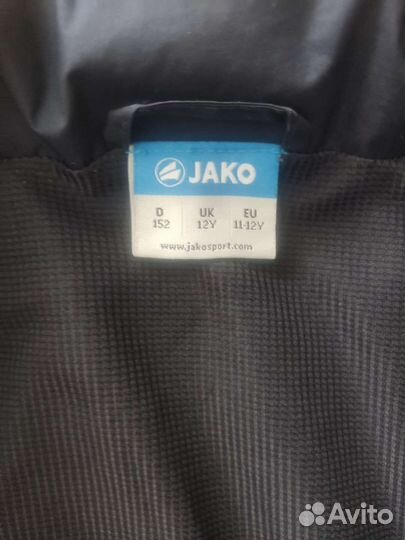 JAKO
D UK EU
152 12Y 11-12Y
www.jakosport.com
Avito